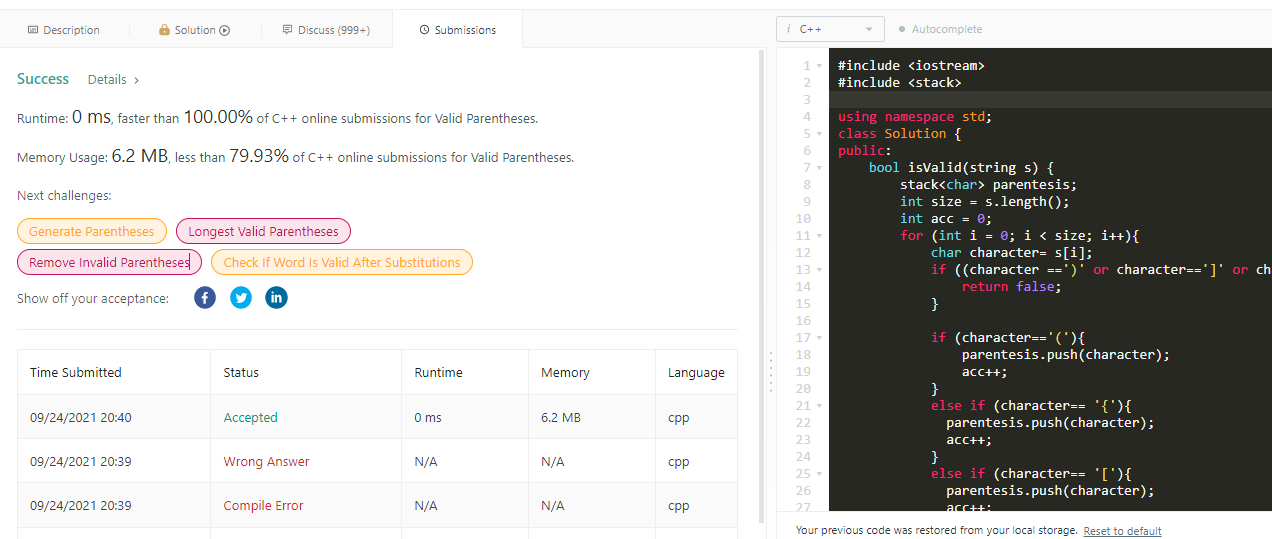 Description Solution Discuss (999+) Submissions
Success Details >
Runtime: 0 ms, faster than 100.00% of C++ online submissions for Valid Parentheses.
Memory Usage: 6.2 MB, less than 79.93% of C++ online submissions for Valid Parentheses.
Next challenges:
Generate Parentheses Longest Valid Parentheses
Remove Invalid Parentheses Check If Word Is Valid After Substitutions
Show off your acceptance:
Time Submitted Status Runtime Memory Language
09/24/2021 20:40 Accepted 0 ms 6.2 MB cpp
09/24/2021 20:39 Wrong Answer N/A N/A cpp
09/24/2021 20:39 Compile Error N/A N/A cpp
i C++ Autocomplete
1 #include <iostream>
2 #include <stack>
3
4 using namespace std;
5 class Solution {
6 public:
7 bool isValid(string s) {
8 stack<char> parentesis;
9 int size = s.length();
10 int acc = 0;
11 for (int i = 0; i < size; i++){
12 char character= s[i];
13 if ((character ==')' or character==']' or ch
14 return false;
15 }
16
17 if (character=='('){
18 parentesis.push(character);
19 acc++;
20 }
21 else if (character== '{'){
22 parentesis.push(character);
23 acc++;
24 }
25 else if (character== '['){
26 parentesis.push(character);
27 acc++;
Your previous code was restored from your local storage. Reset to default